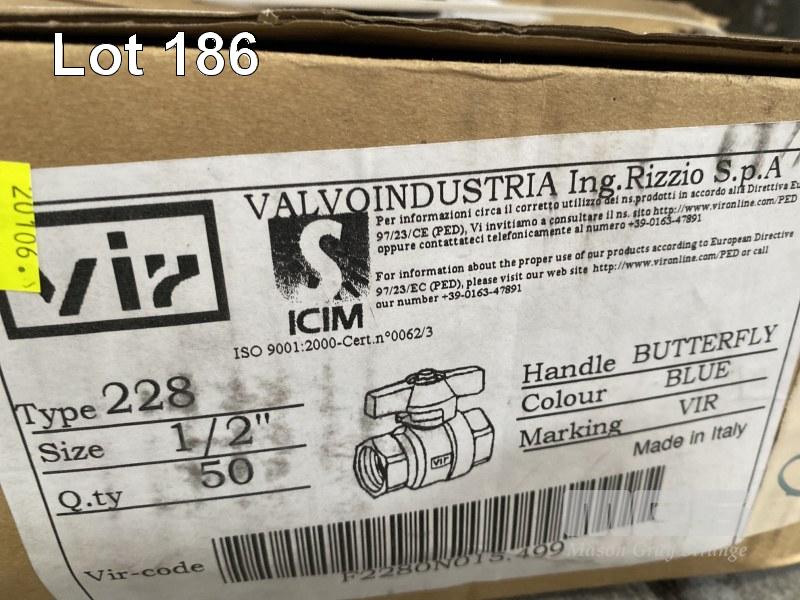 Lot 186
VALVOINDUSTRIA Ing.Rizzio S.p.A
Per informazioni circa il corretto utilizzo dei ns.prodotti in accordo alla Direttiva
97/23/CE (PED), Vi invitiamo a consultare il ns. sito http://www.vironline.com/PED
oppure contattateci telefonicamente al numero +39-0163-47891
For information about the proper use of our products according to European Directive
97/23/EC (PED), please visit our web site http://www.vironline.com/PED or call
our number +39-0163-47891
vir
S
ICIM
ISO 9001:2000-Cert.n°0062/3
Type 228
Size 1/2"
Q.ty 50
Handle BUTTERFLY
Colour BLUE
Marking VIR
Made in Italy
vir
Vir-code
Mason Gray Strange